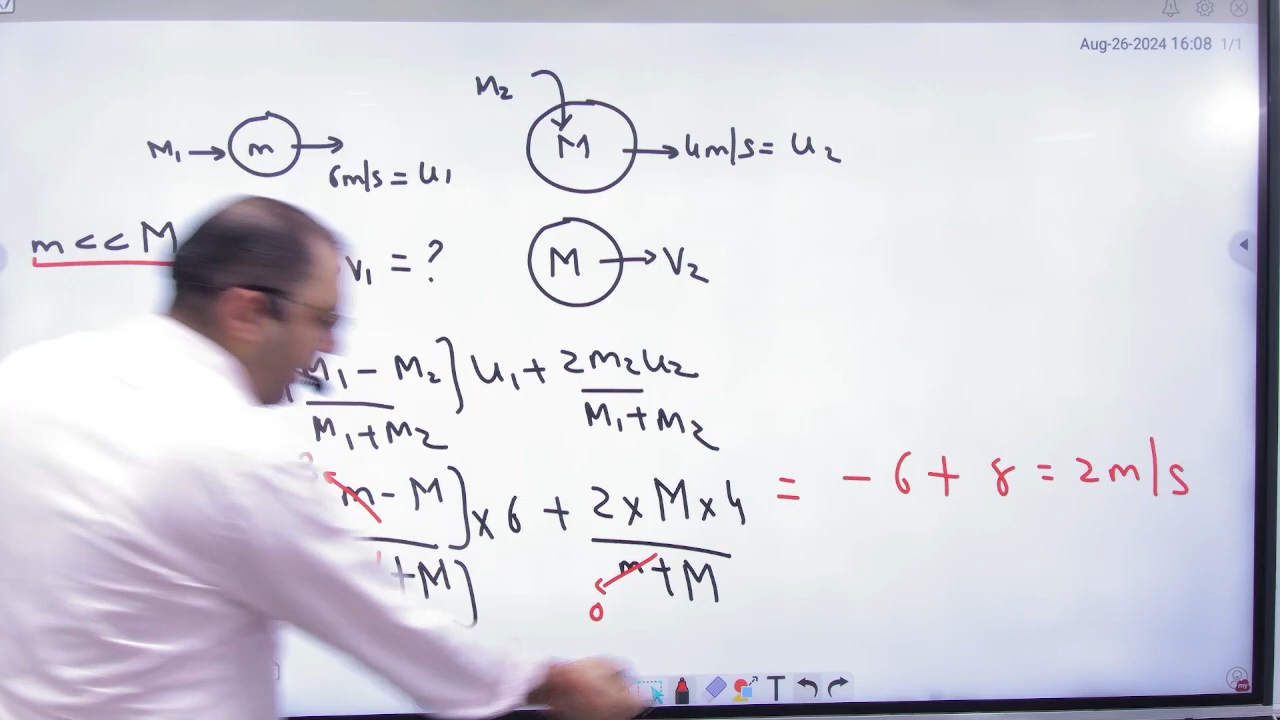 Aug-26-2024 16:08 1/1
M₂
M₁ → m → 6m/s = u₁
M → 4m/s = u₂
m << M
v₁ = ?
M → V₂
M₁ - M₂] u₁ + 2M₂u₂
M₁ + M₂
M₁ + M₂
m - M] × 6 + 2 × M × 4 = - 6 + 8 = 2m/s
+M]
m + M
0
T